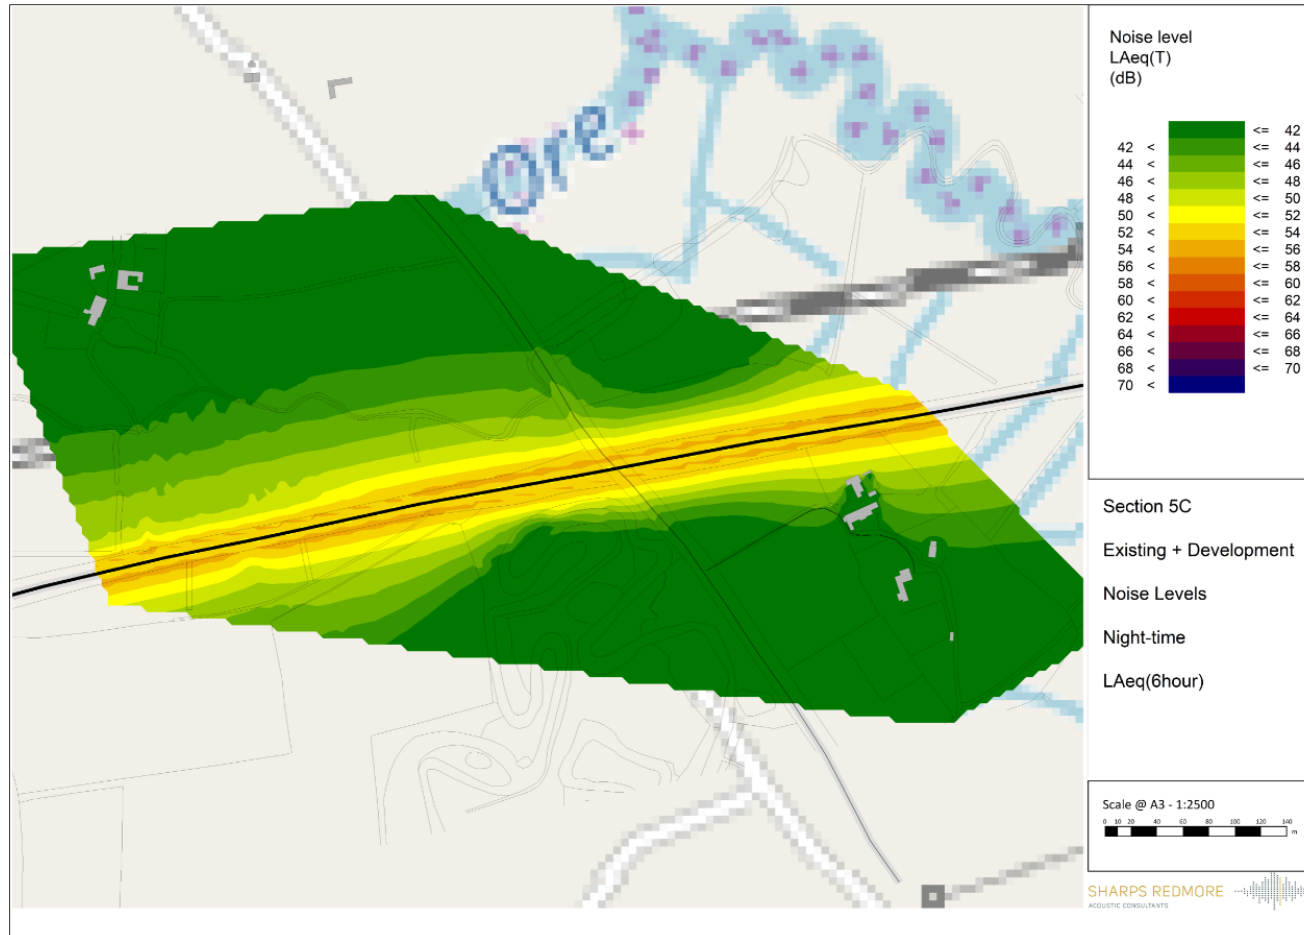 Ore
Noise level
LAeq(T)
(dB)
<= 42
42 < <= 44
44 < <= 46
46 < <= 48
48 < <= 50
50 < <= 52
52 < <= 54
54 < <= 56
56 < <= 58
58 < <= 60
60 < <= 62
62 < <= 64
64 < <= 66
66 < <= 68
68 < <= 70
70 <
Section 5C
Existing + Development
Noise Levels
Night-time
LAeq(6hour)
Scale @ A3 - 1:2500
0 10 20 40 60 80 100 120 140
m
SHARPS REDMORE
ACOUSTIC CONSULTANTS